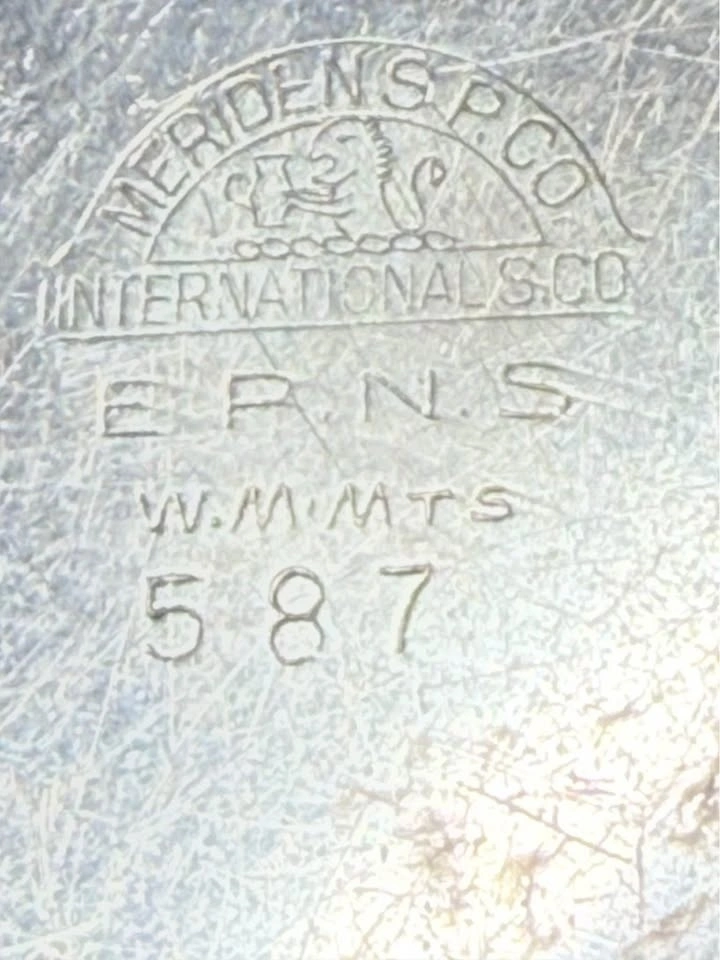 MERIDEN S.P.CO.
INTERNATIONAL S.CO.
E P.N.S
W.M.MTS
587